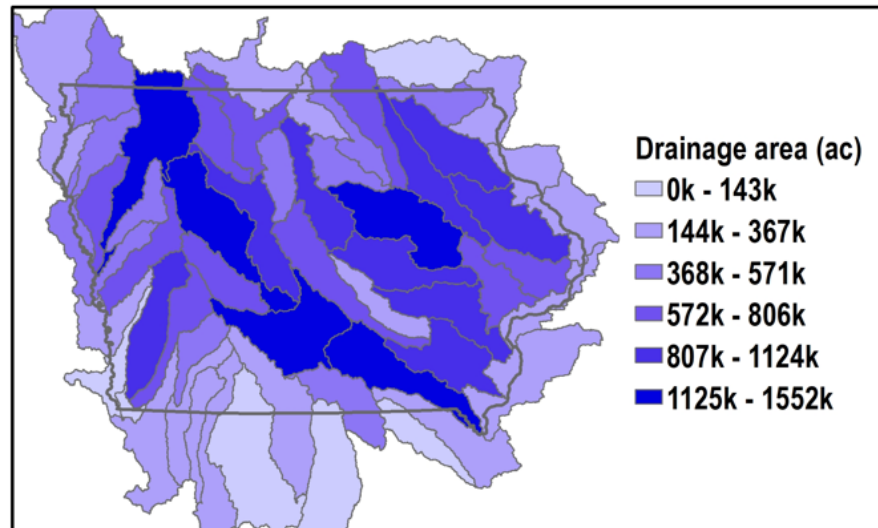 Drainage area (ac)
0k - 143k
144k - 367k
368k - 571k
572k - 806k
807k - 1124k
1125k - 1552k